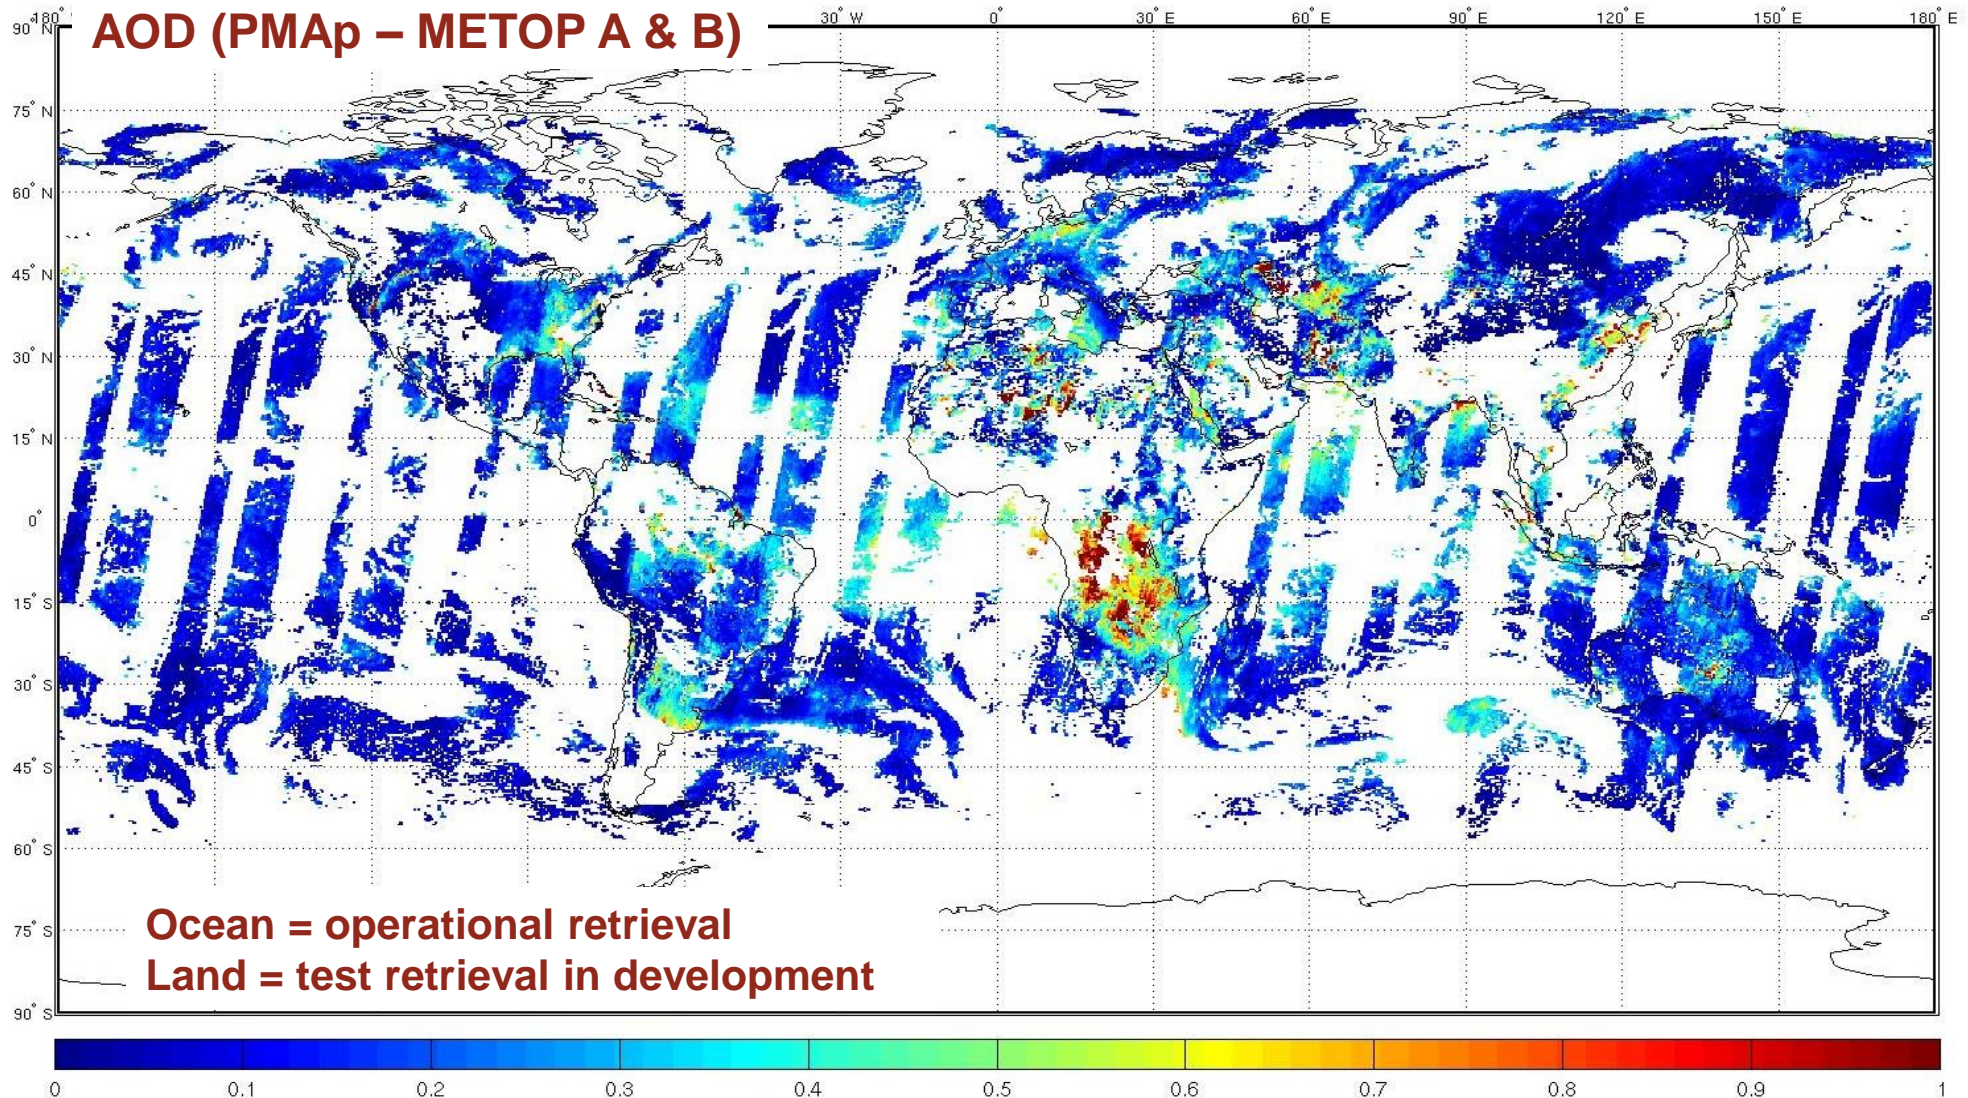 180°
30° W
0°
30° E
60° E
90° E
120° E
150° E
180° E
90° N
AOD (PMAp – METOP A & B)
75° N
60° N
45° N
30° N
15° N
0°
15° S
30° S
45° S
60° S
75° S
90° S
Ocean = operational retrieval
Land = test retrieval in development
0
0.1
0.2
0.3
0.4
0.5
0.6
0.7
0.8
0.9
1